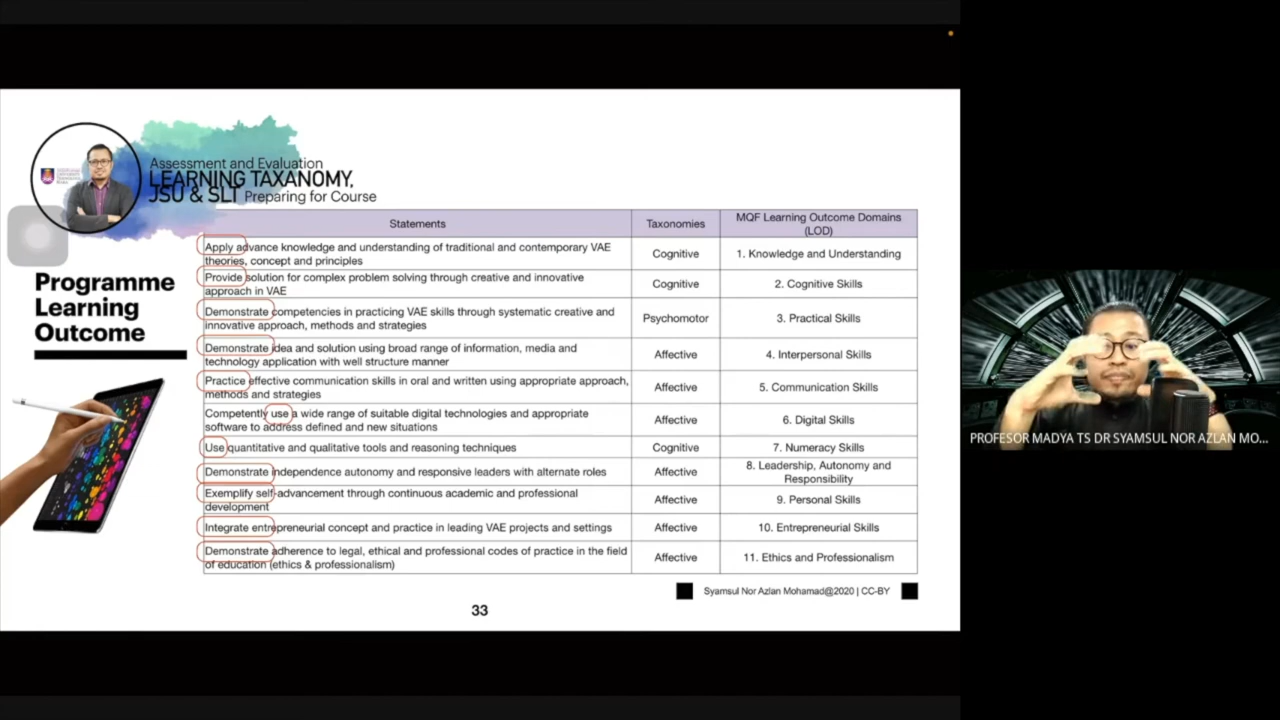 Assessment and Evaluation
LEARNING TAXANOMY,
JSU & SLT Preparing for Course
Programme
Learning
Outcome
Statements
Taxonomies
MQF Learning Outcome Domains
(LOD)
Apply advance knowledge and understanding of traditional and contemporary VAE
theories, concept and principles
Cognitive
1. Knowledge and Understanding
Provide solution for complex problem solving through creative and innovative
approach in VAE
Cognitive
2. Cognitive Skills
Demonstrate competencies in practicing VAE skills through systematic creative and
innovative approach, methods and strategies
Psychomotor
3. Practical Skills
Demonstrate idea and solution using broad range of information, media and
technology application with well structure manner
Affective
4. Interpersonal Skills
Practice effective communication skills in oral and written using appropriate approach,
methods and strategies
Affective
5. Communication Skills
Competently use a wide range of suitable digital technologies and appropriate
software to address defined and new situations
Affective
6. Digital Skills
Use quantitative and qualitative tools and reasoning techniques
Cognitive
7. Numeracy Skills
Demonstrate independence autonomy and responsive leaders with alternate roles
Affective
8. Leadership, Autonomy and
Responsibility
Exemplify self-advancement through continuous academic and professional
development
Affective
9. Personal Skills
Integrate entrepreneurial concept and practice in leading VAE projects and settings
Affective
10. Entrepreneurial Skills
Demonstrate adherence to legal, ethical and professional codes of practice in the field
of education (ethics & professionalism)
Affective
11. Ethics and Professionalism
Syamsul Nor Azlan Mohamad@2020 | CC-BY
33
PROFESOR MADYA TS DR SYAMSUL NOR AZLAN MO...